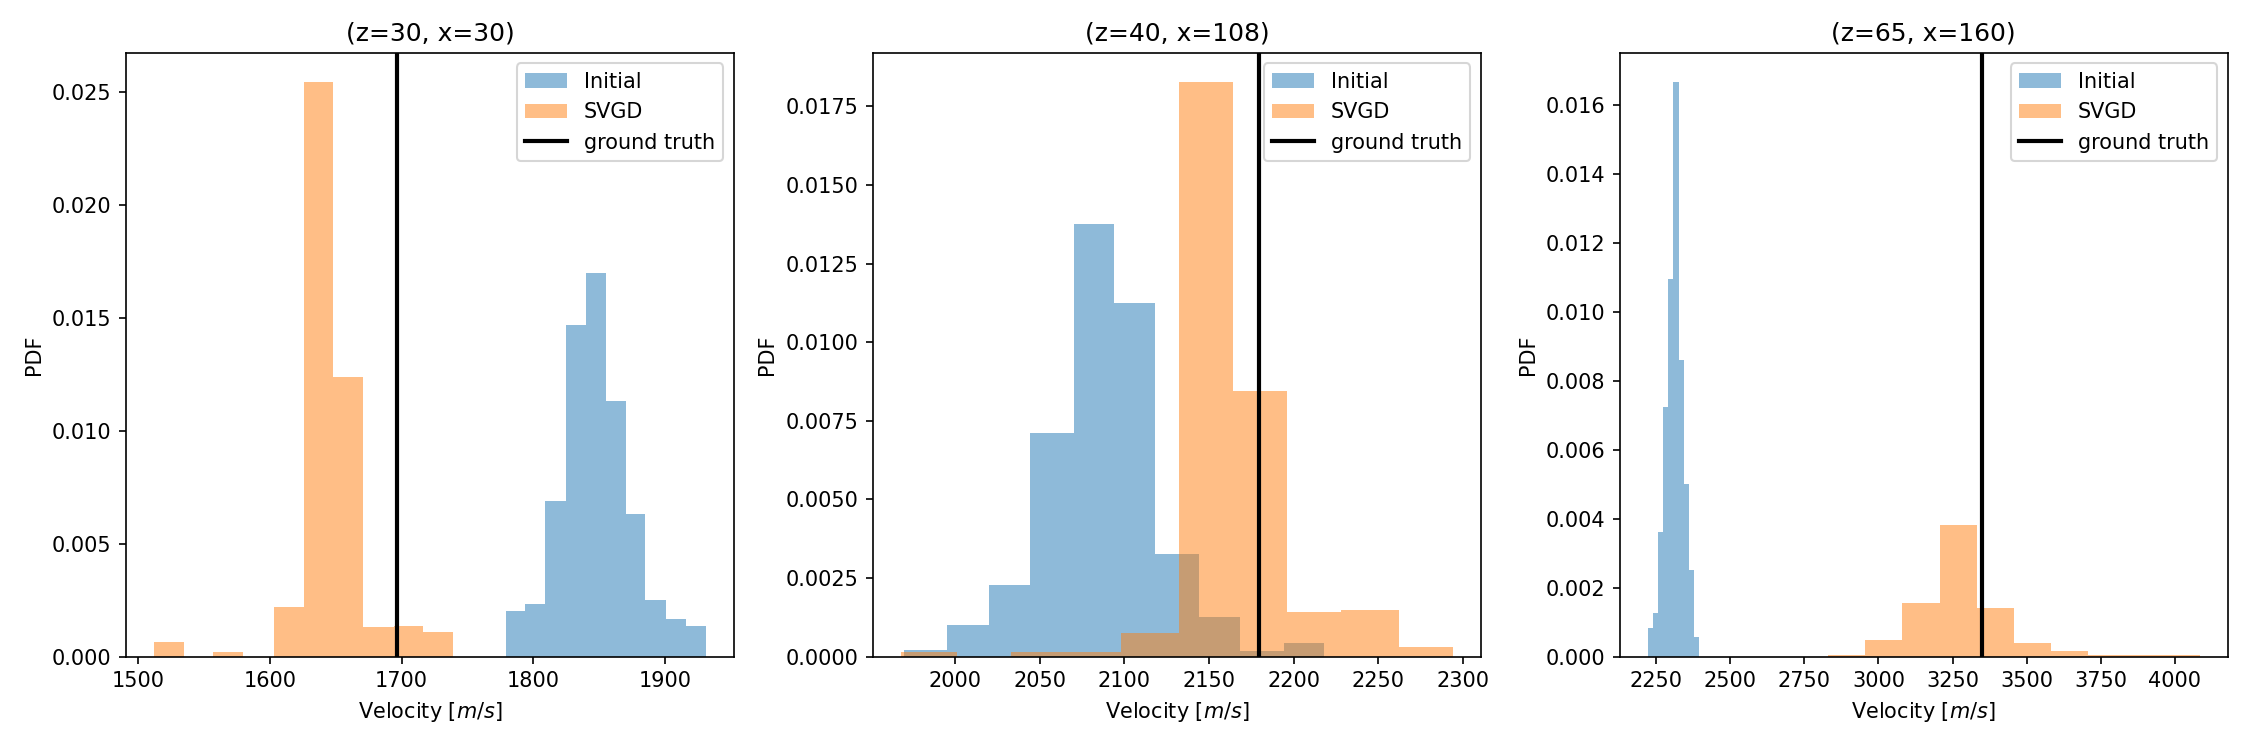 (z=30, x=30)
0.025
0.020
0.015
0.010
0.005
0.000
PDF
1500 1600 1700 1800 1900
Velocity [m/s]
Initial
SVGD
ground truth
(z=40, x=108)
0.0175
0.0150
0.0125
0.0100
0.0075
0.0050
0.0025
0.0000
PDF
2000 2050 2100 2150 2200 2250 2300
Velocity [m/s]
Initial
SVGD
ground truth
(z=65, x=160)
0.016
0.014
0.012
0.010
0.008
0.006
0.004
0.002
0.000
PDF
2250 2500 2750 3000 3250 3500 3750 4000
Velocity [m/s]
Initial
SVGD
ground truth